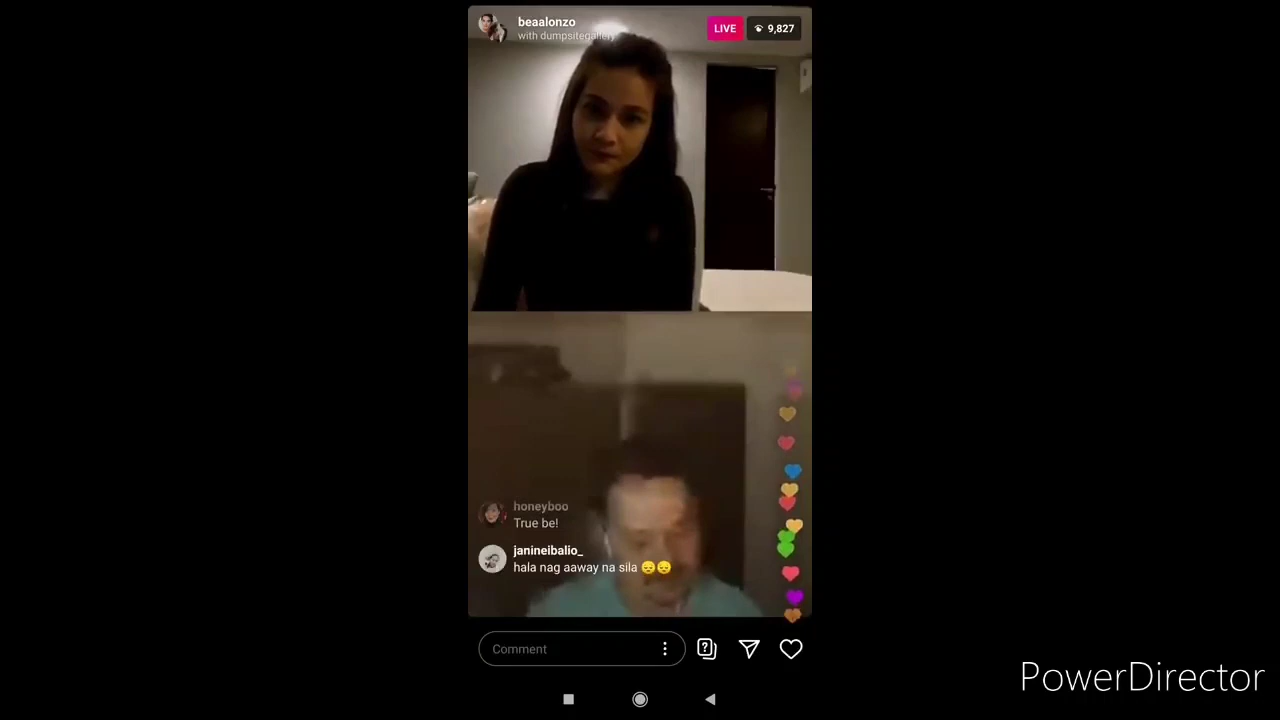 beaalonzo
with dumpsitegallery
LIVE
9,827
honeyboo
True be!
janineibalio_
hala nag aaway na sila 😔😔
Comment
PowerDirector